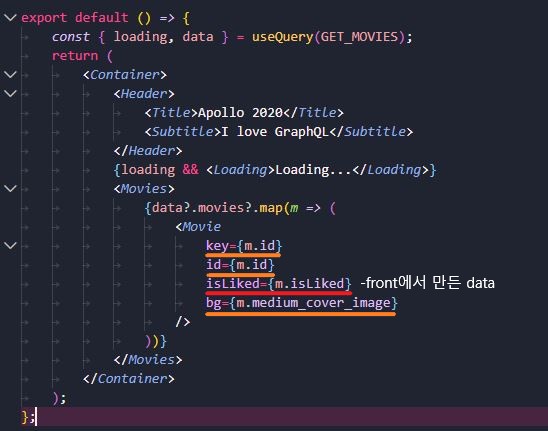 export default () => {
const { loading, data } = useQuery(GET_MOVIES);
return (
<Container>
<Header>
<Title>Apollo 2020</Title>
<Subtitle>I love GraphQL</Subtitle>
</Header>
{loading && <Loading>Loading...</Loading>}
<Movies>
{data?.movies?.map(m => (
<Movie
key={m.id}
id={m.id}
isLiked={m.isLiked} -front에서 만든 data
bg={m.medium_cover_image}
/>
))}
</Movies>
</Container>
);
};